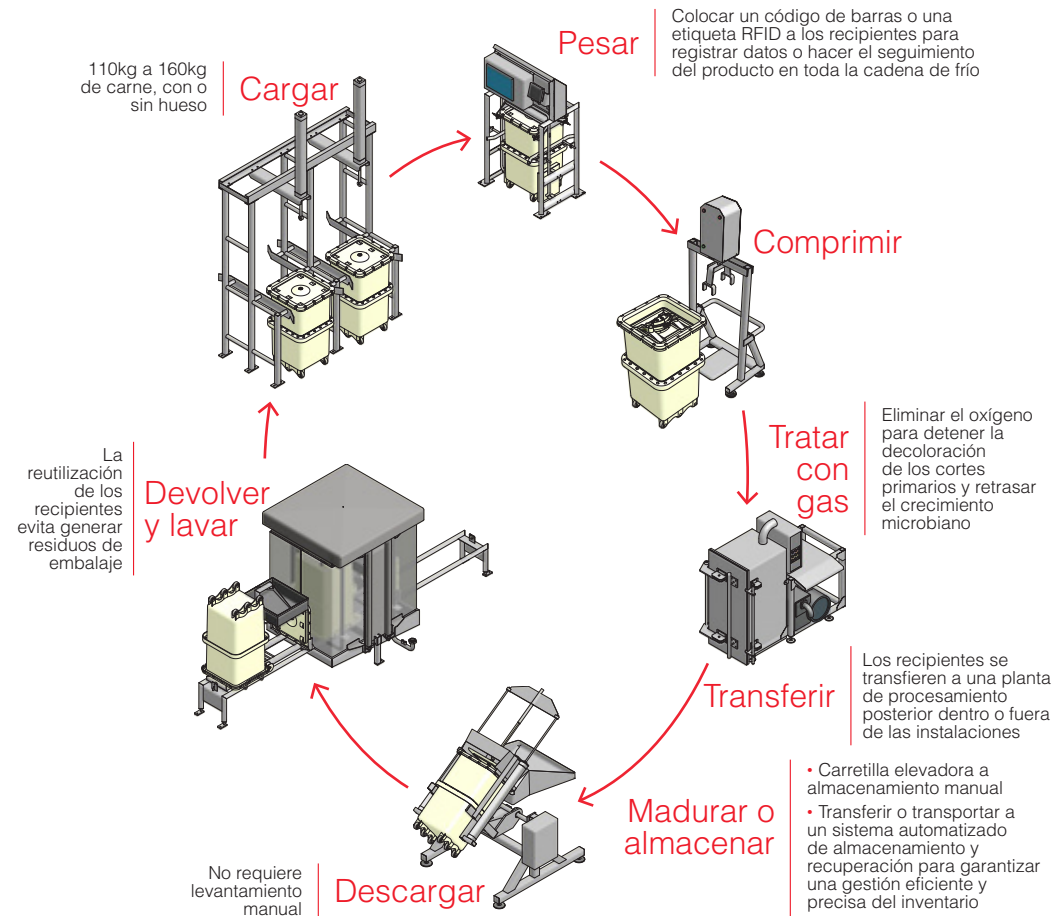 110kg a 160kg
de carne, con o
sin hueso
Cargar
Pesar
Colocar un código de barras o una
etiqueta RFID a los recipientes para
registrar datos o hacer el seguimiento
del producto en toda la cadena de frío
Comprimir
Tratar
con
gas
Eliminar el oxígeno
para detener la
decoloración
de los cortes
primarios y retrasar
el crecimiento
microbiano
Transferir
Los recipientes se
transfieren a una planta
de procesamiento
posterior dentro o fuera
de las instalaciones
Madurar o
almacenar
• Carretilla elevadora a
almacenamiento manual
• Transferir o transportar a
un sistema automatizado
de almacenamiento y
recuperación para garantizar
una gestión eficiente y
precisa del inventario
No requiere
levantamiento
manual
Descargar
La
reutilización
de los
recipientes
evita generar
residuos de
embalaje
Devolver
y lavar